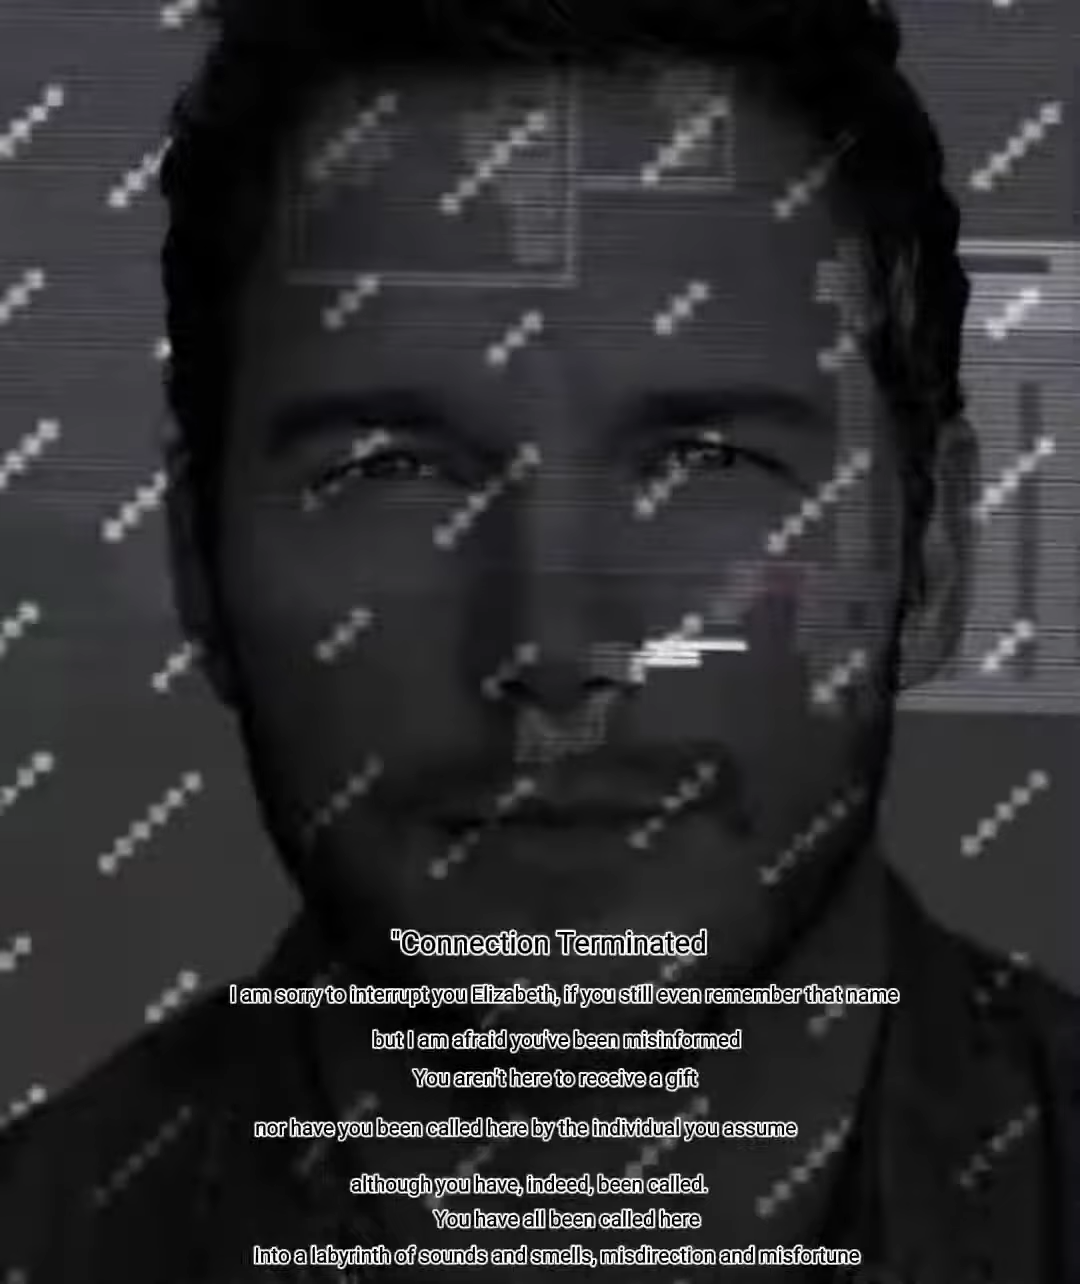 "Connection Terminated
I am sorry to interrupt you Elizabeth, if you still even remember that name
but I am afraid you've been misinformed
You aren't here to receive a gift
nor have you been called here by the individual you assume
although you have, indeed, been called.
You have all been called here
Into a labyrinth of sounds and smells, misdirection and misfortune